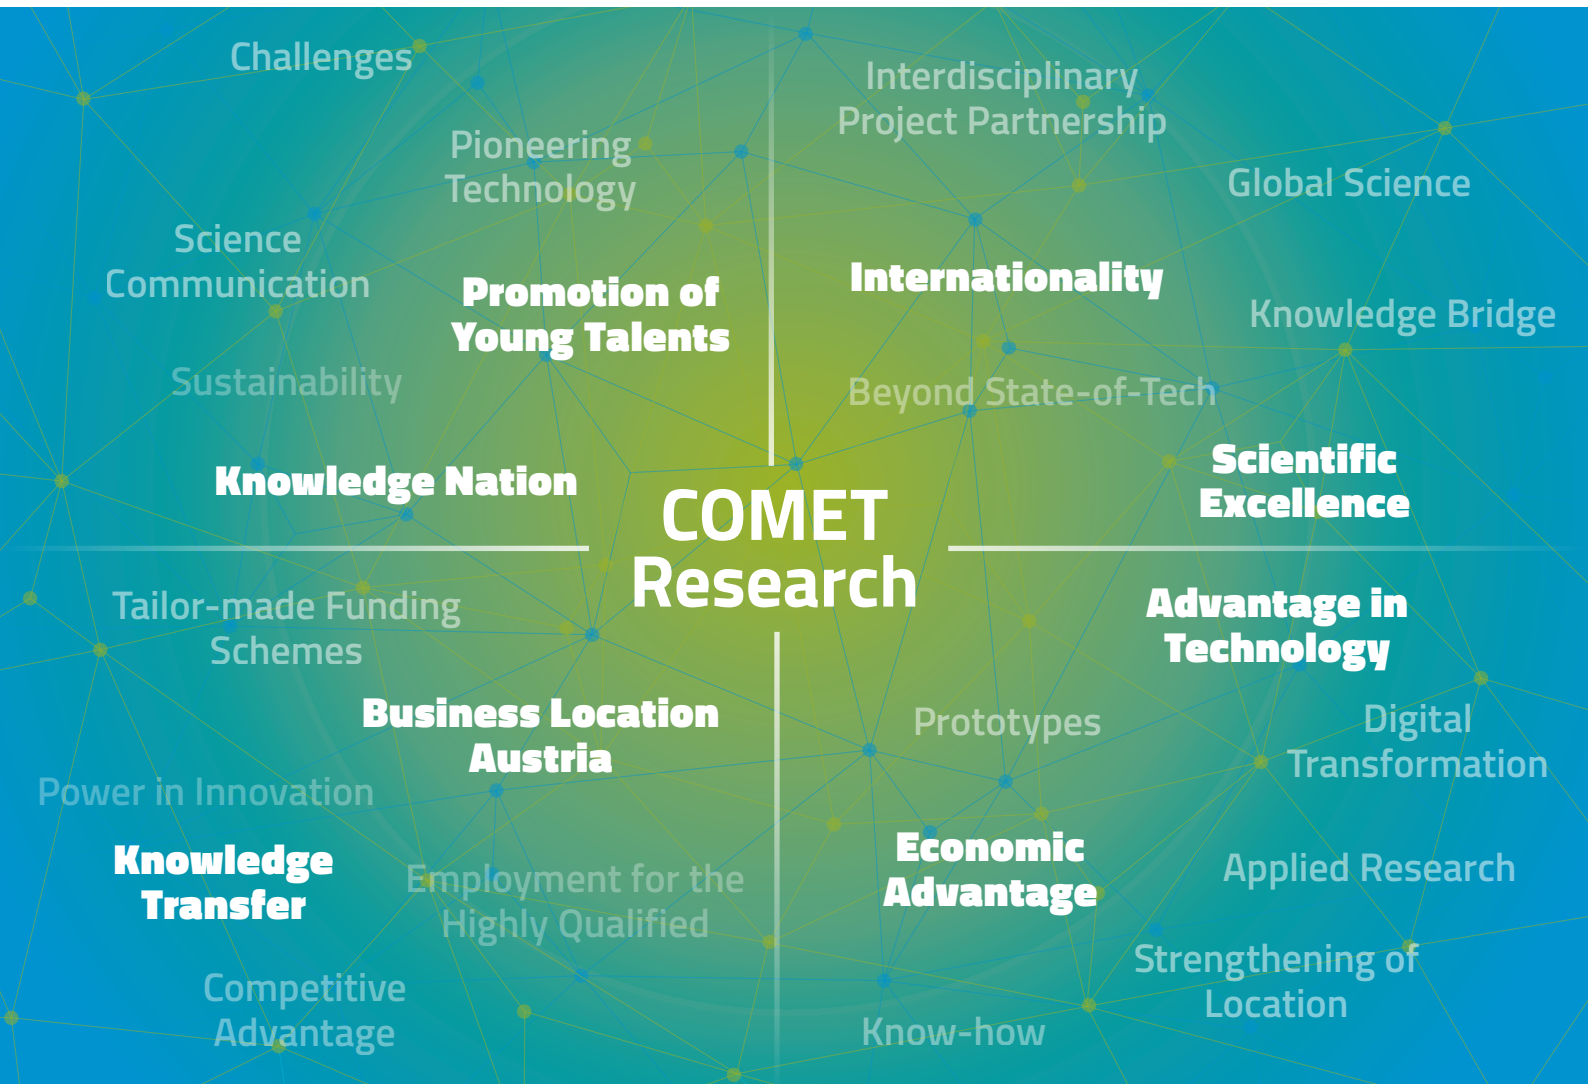 Challenges
Pioneering
Technology
Science
Communication
Promotion of
Young Talents
Sustainability
Knowledge Nation
Interdisciplinary
Project Partnership
Global Science
Internationality
Knowledge Bridge
Beyond State-of-Tech
Scientific
Excellence
COMET
Research
Tailor-made Funding
Schemes
Business Location
Austria
Power in Innovation
Knowledge
Transfer
Employment for the
Highly Qualified
Competitive
Advantage
Advantage in
Technology
Prototypes
Digital
Transformation
Economic
Advantage
Applied Research
Strengthening of
Location
Know-how